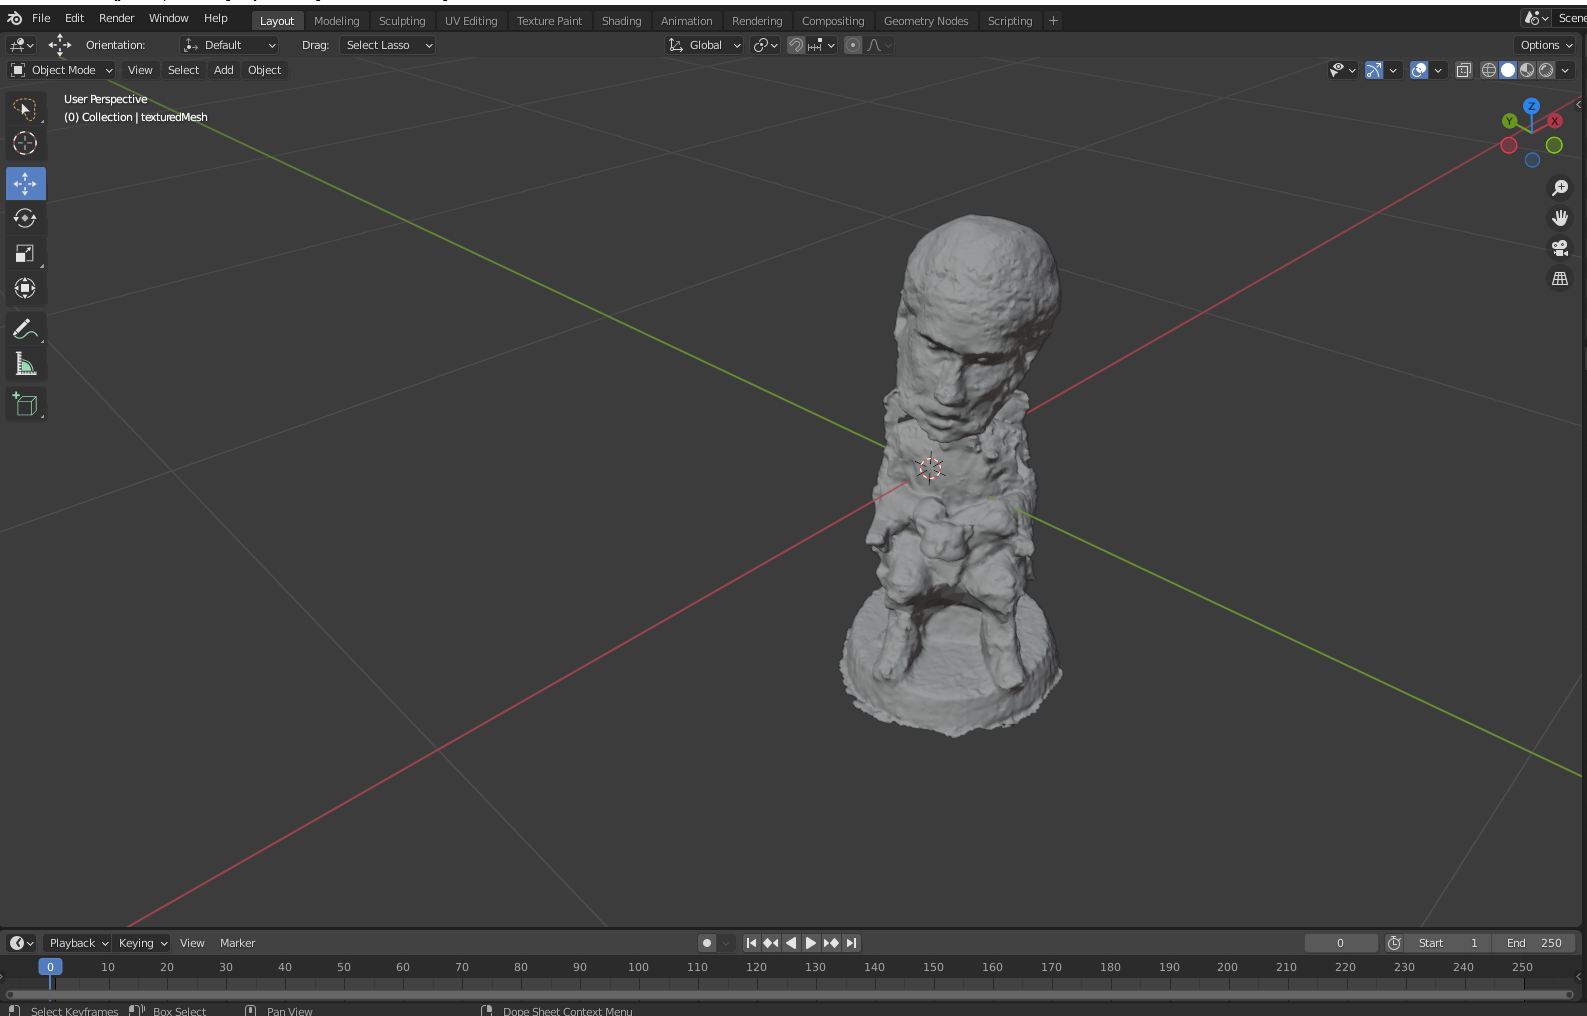 File Edit Render Window Help Layout Modeling Sculpting UV Editing Texture Paint Shading Animation Rendering Compositing Geometry Nodes Scripting + Scene
Orientation: Default Drag: Select Lasso Global Options
Object Mode View Select Add Object
User Perspective
(0) Collection | texturedMesh
Z
Y X
Playback Keying View Marker 0 Start 1 End 250
0 10 20 30 40 50 60 70 80 90 100 110 120 130 140 150 160 170 180 190 200 210 220 230 240 250
Select Keyframes Box Select Pan View Dope Sheet Context Menu